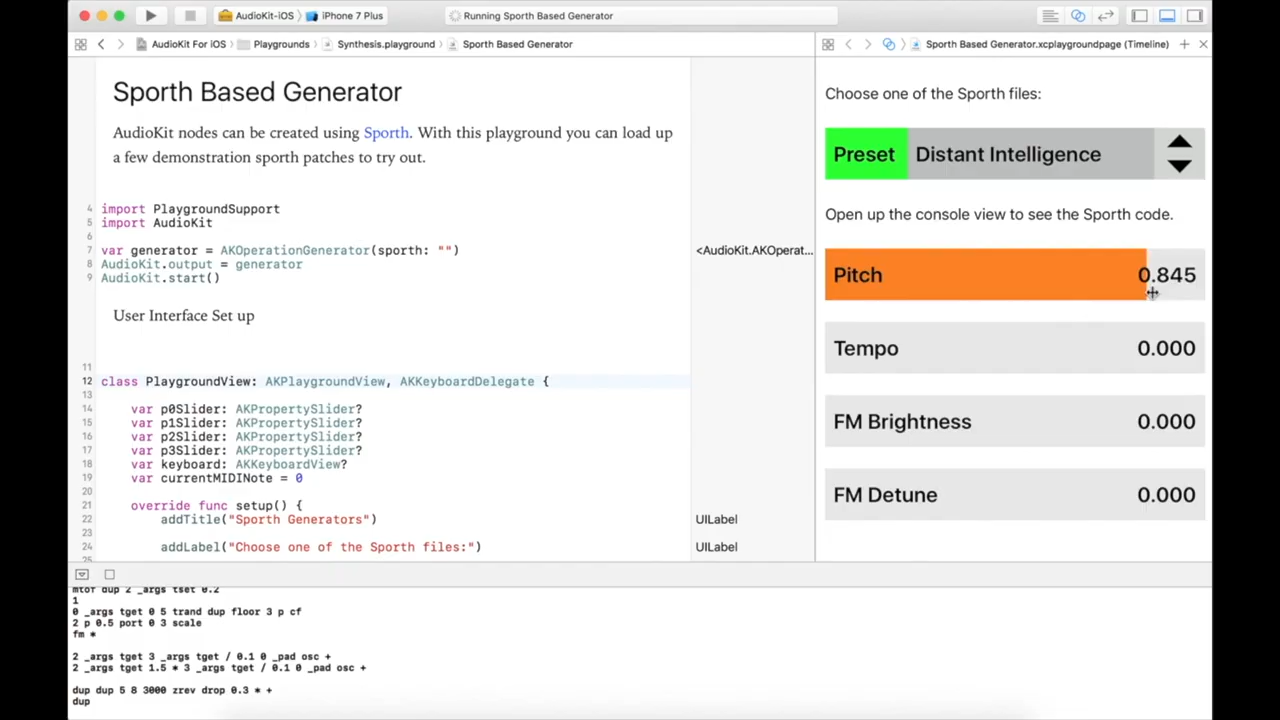 AudioKit-iOS iPhone 7 Plus Running Sporth Based Generator
AudioKit For iOS Playgrounds Synthesis.playground Sporth Based Generator
Sporth Based Generator.xcplaygroundpage (Timeline)
Sporth Based Generator
AudioKit nodes can be created using Sporth. With this playground you can load up
a few demonstration sporth patches to try out.
4 import PlaygroundSupport
5 import AudioKit
6
7 var generator = AKOperationGenerator(sporth: "")
<AudioKit.AKOperat...
8 AudioKit.output = generator
9 AudioKit.start()
User Interface Set up
11
12 class PlaygroundView: AKPlaygroundView, AKKeyboardDelegate {
13
14 var p0Slider: AKPropertySlider?
15 var p1Slider: AKPropertySlider?
16 var p2Slider: AKPropertySlider?
17 var p3Slider: AKPropertySlider?
18 var keyboard: AKKeyboardView?
19 var currentMIDINote = 0
20
21 override func setup() {
22 addTitle("Sporth Generators")
UILabel
23
24 addLabel("Choose one of the Sporth files:")
UILabel
25
Choose one of the Sporth files:
Preset Distant Intelligence
Open up the console view to see the Sporth code.
Pitch 0.845
Tempo 0.000
FM Brightness 0.000
FM Detune 0.000
mtof dup 2 _args tset 0.2
1
0 _args tget 0 5 trand dup floor 3 p cf
2 p 0.5 port 0 3 scale
fm *
2 _args tget 3 _args tget / 0.1 0 _pad osc +
2 _args tget 1.5 * 3 _args tget / 0.1 0 _pad osc +
dup dup 5 8 3000 zrev drop 0.3 * +
dup